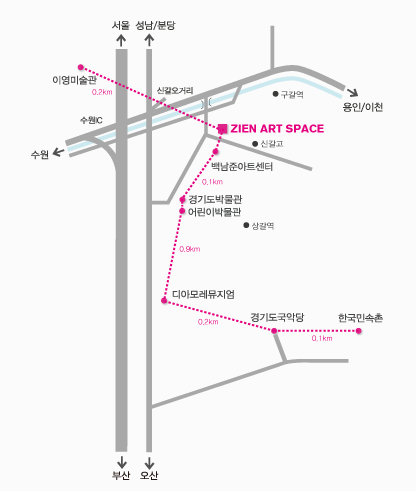 서울
성남/분당
이영미술관
0.2km
신갈오거리
구갈역
용인/이천
수원IC
ZIEN ART SPACE
신갈고
수원
백남준아트센터
0.1km
경기도박물관
어린이박물관
상갈역
0.9km
디아모레뮤지엄
0.2km
경기도국악당
한국민속촌
0.1km
부산
오산